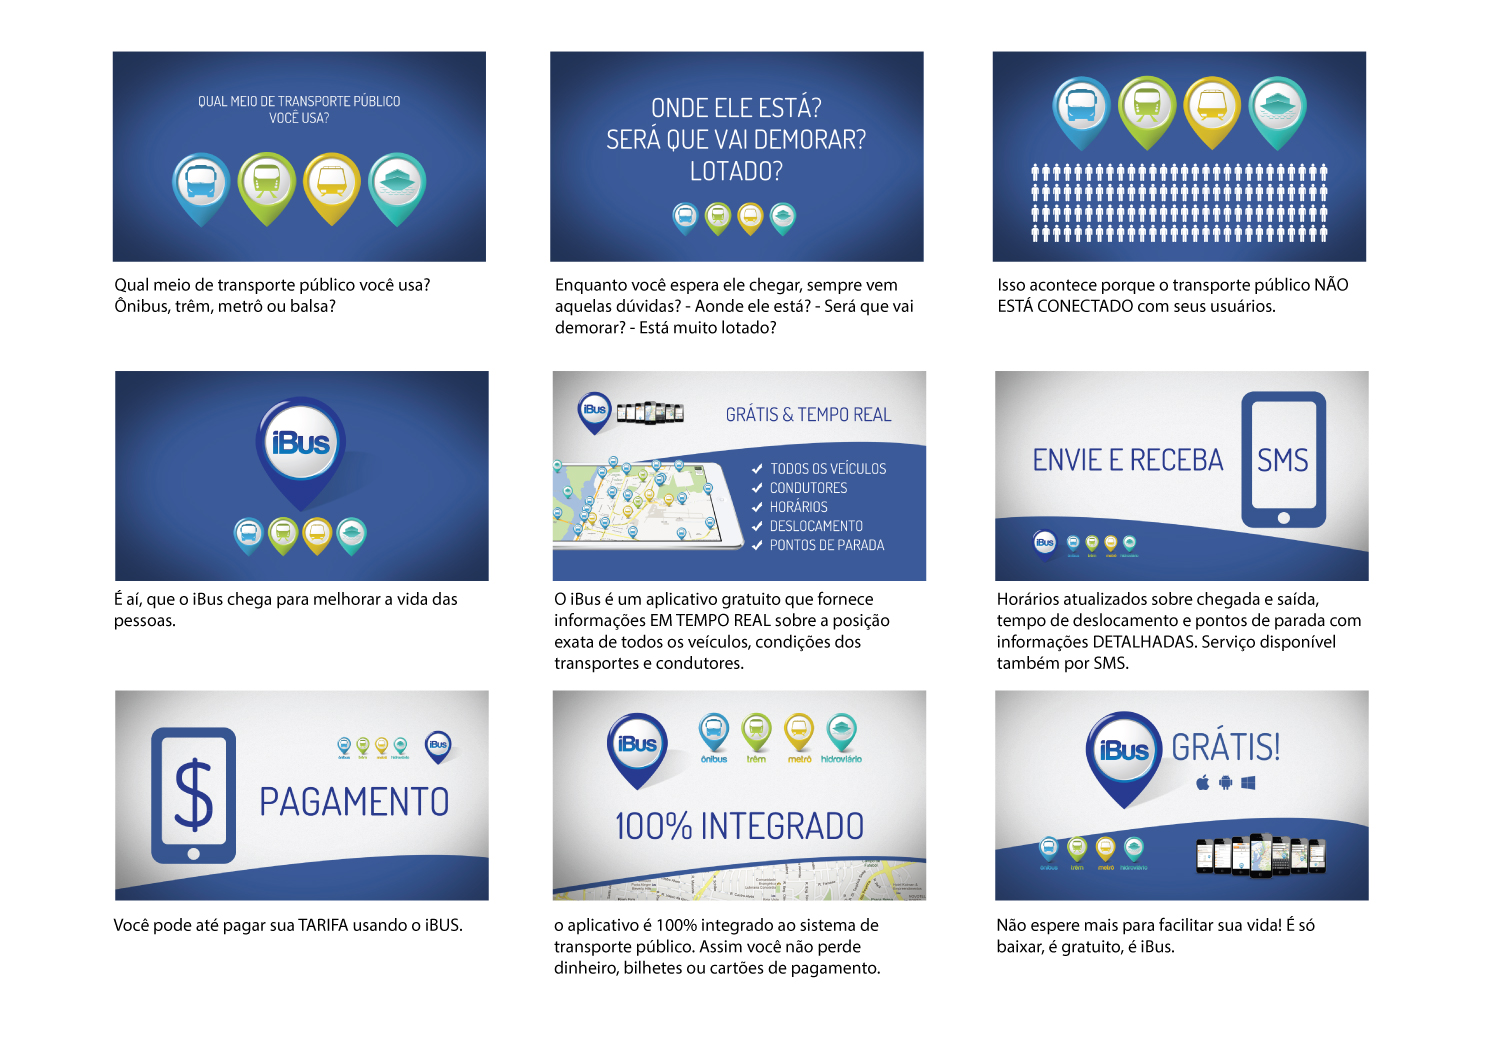 QUAL MEIO DE TRANSPORTE PÚBLICO
VOCÊ USA?
Qual meio de transporte público você usa?
Ônibus, trêm, metrô ou balsa?
ONDE ELE ESTÁ?
SERÁ QUE VAI DEMORAR?
LOTADO?
Enquanto você espera ele chegar, sempre vem
aquelas dúvidas? - Aonde ele está? - Será que vai
demorar? - Está muito lotado?
Isso acontece porque o transporte público NÃO
ESTÁ CONECTADO com seus usuários.
iBus
É aí, que o iBus chega para melhorar a vida das
pessoas.
iBus
GRÁTIS & TEMPO REAL
TODOS OS VEÍCULOS
CONDUTORES
HORÁRIOS
DESLOCAMENTO
PONTOS DE PARADA
O iBus é um aplicativo gratuito que fornece
informações EM TEMPO REAL sobre a posição
exata de todos os veículos, condições dos
transportes e condutores.
ENVIE E RECEBA
SMS
iBus
ônibus trêm metrô hidroviário
Horários atualizados sobre chegada e saída,
tempo de deslocamento e pontos de parada com
informações DETALHADAS. Serviço disponível
também por SMS.
$
ônibus trêm metrô hidroviário
iBus
PAGAMENTO
Você pode até pagar sua TARIFA usando o iBUS.
iBus
ônibus trêm metrô hidroviário
100% INTEGRADO
o aplicativo é 100% integrado ao sistema de
transporte público. Assim você não perde
dinheiro, bilhetes ou cartões de pagamento.
iBus
GRÁTIS!
ônibus trêm metrô hidroviário
Não espere mais para facilitar sua vida! É só
baixar, é gratuito, é iBus.